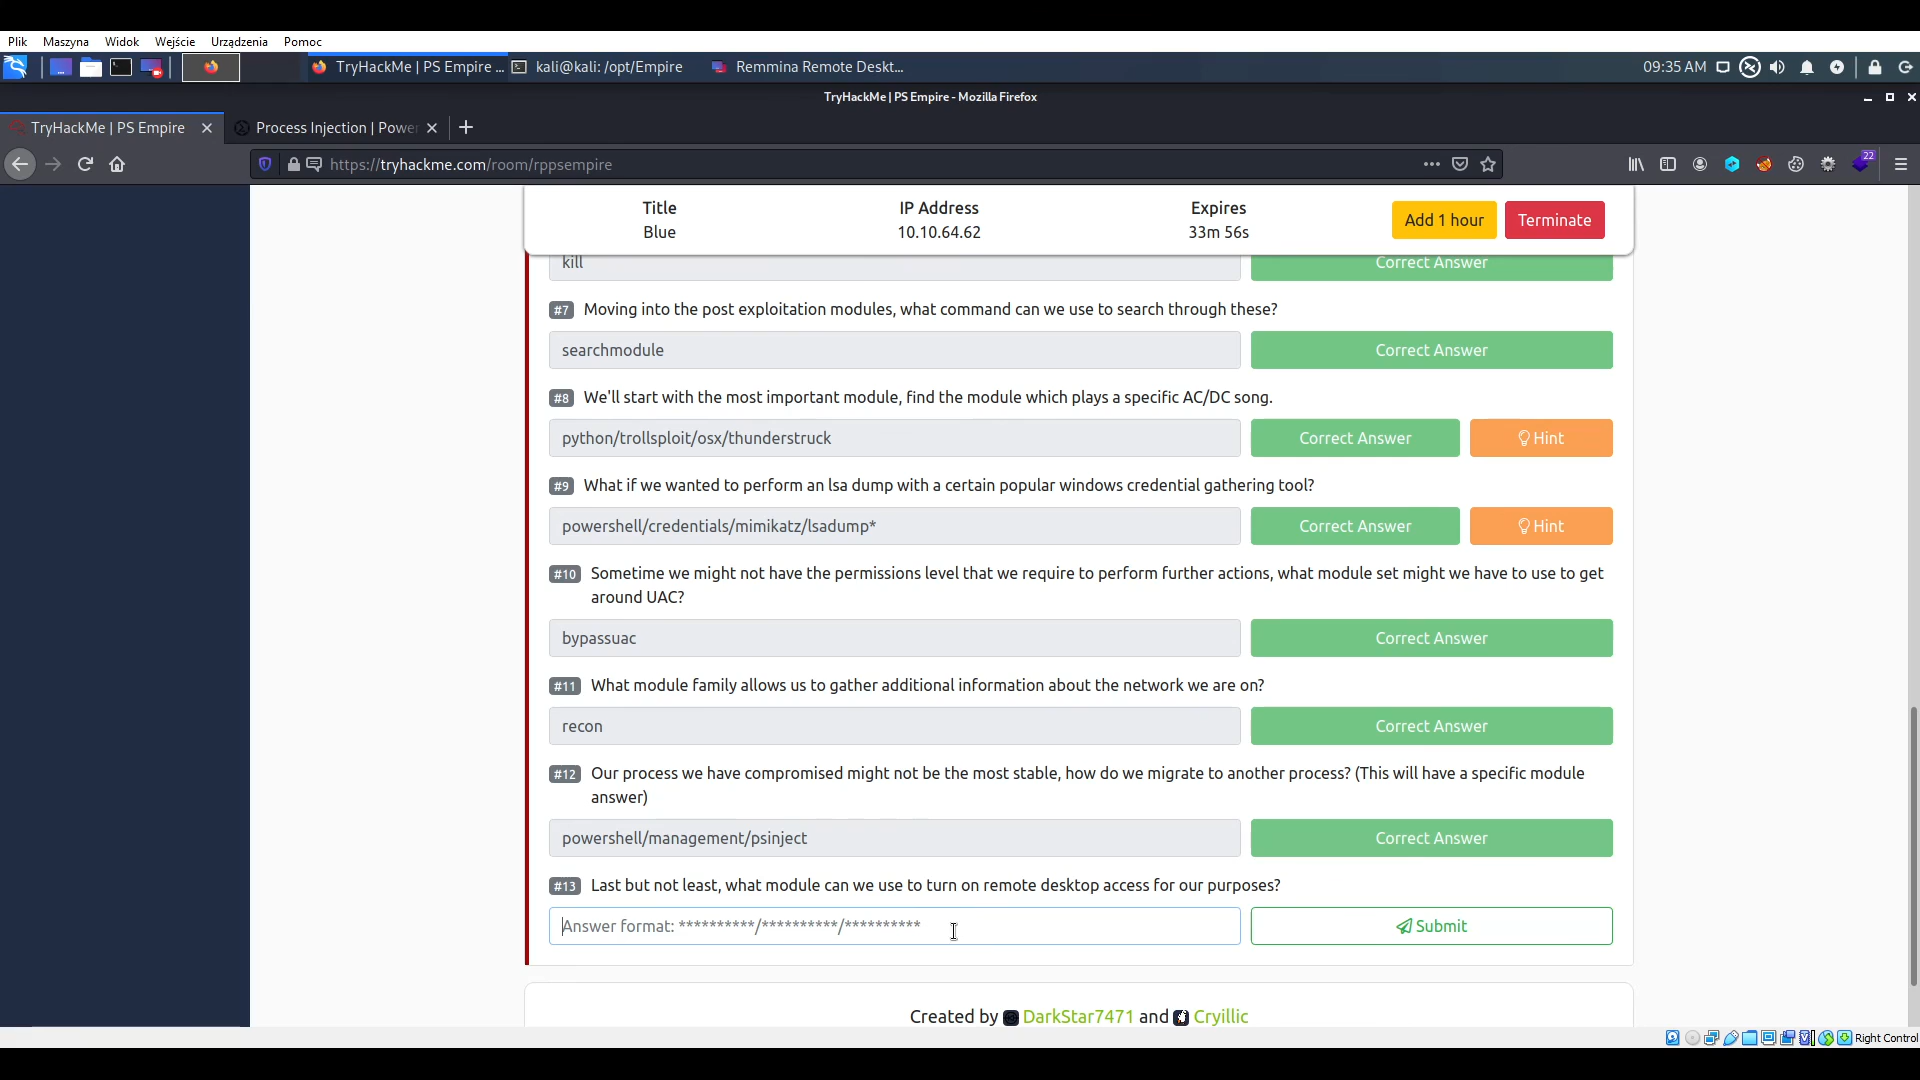 Plik Maszyna Widok Wejście Urządzenia Pomoc
TryHackMe | PS Empire ... kali@kali: /opt/Empire Remmina Remote Deskt... 09:35 AM
TryHackMe | PS Empire - Mozilla Firefox
TryHackMe | PS Empire Process Injection | Power
https://tryhackme.com/room/rppsempire 22
Title IP Address Expires
Blue 10.10.64.62 33m 56s
Add 1 hour Terminate
kill Correct Answer
#7 Moving into the post exploitation modules, what command can we use to search through these?
searchmodule Correct Answer
#8 We'll start with the most important module, find the module which plays a specific AC/DC song.
python/trollsploit/osx/thunderstruck Correct Answer Hint
#9 What if we wanted to perform an lsa dump with a certain popular windows credential gathering tool?
powershell/credentials/mimikatz/lsadump* Correct Answer Hint
#10 Sometime we might not have the permissions level that we require to perform further actions, what module set might we have to use to get
around UAC?
bypassuac Correct Answer
#11 What module family allows us to gather additional information about the network we are on?
recon Correct Answer
#12 Our process we have compromised might not be the most stable, how do we migrate to another process? (This will have a specific module
answer)
powershell/management/psinject Correct Answer
#13 Last but not least, what module can we use to turn on remote desktop access for our purposes?
Answer format: **********/**********/********** Submit
Created by DarkStar7471 and Cryillic
Right Control